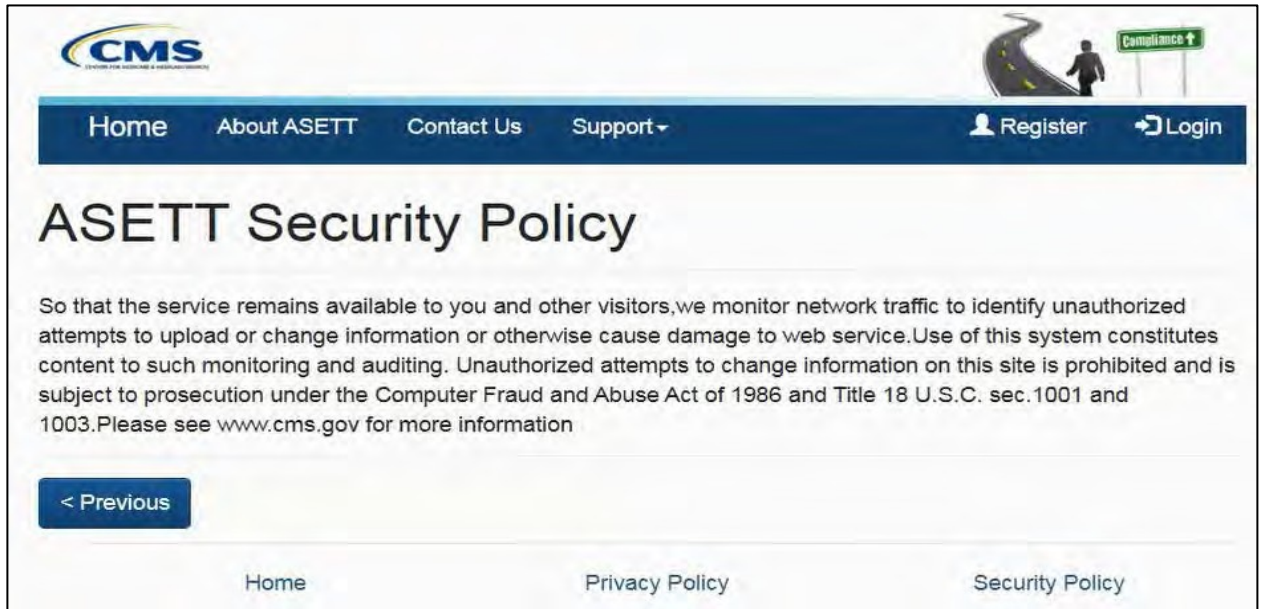 CMS
Compliance
Home About ASETT Contact Us Support Register Login
ASETT Security Policy
So that the service remains available to you and other visitors,we monitor network traffic to identify unauthorized
attempts to upload or change information or otherwise cause damage to web service.Use of this system constitutes
content to such monitoring and auditing. Unauthorized attempts to change information on this site is prohibited and is
subject to prosecution under the Computer Fraud and Abuse Act of 1986 and Title 18 U.S.C. sec.1001 and
1003.Please see www.cms.gov for more information
< Previous
Home Privacy Policy Security Policy